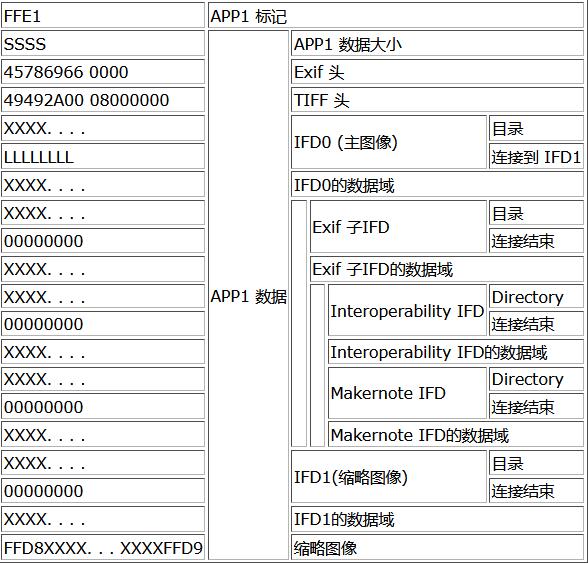 FFE1 APP1 标记
SSSS APP1 数据大小
45786966 0000 Exif 头
49492A00 08000000 TIFF 头
XXXX. . . . IFD0 (主图像) 目录
LLLLLLLL 连接到 IFD1
XXXX. . . . IFD0的数据域
XXXX. . . . Exif 子IFD 目录
00000000 连接结束
XXXX. . . . Exif 子IFD的数据域
XXXX. . . . APP1 数据 Interoperability IFD Directory
00000000 连接结束
XXXX. . . . Interoperability IFD的数据域
XXXX. . . . Makernote IFD Directory
00000000 连接结束
XXXX. . . . Makernote IFD的数据域
XXXX. . . . IFD1(缩略图像) 目录
00000000 连接结束
XXXX. . . . IFD1的数据域
FFD8XXXX. . . XXXXFFD9 缩略图像